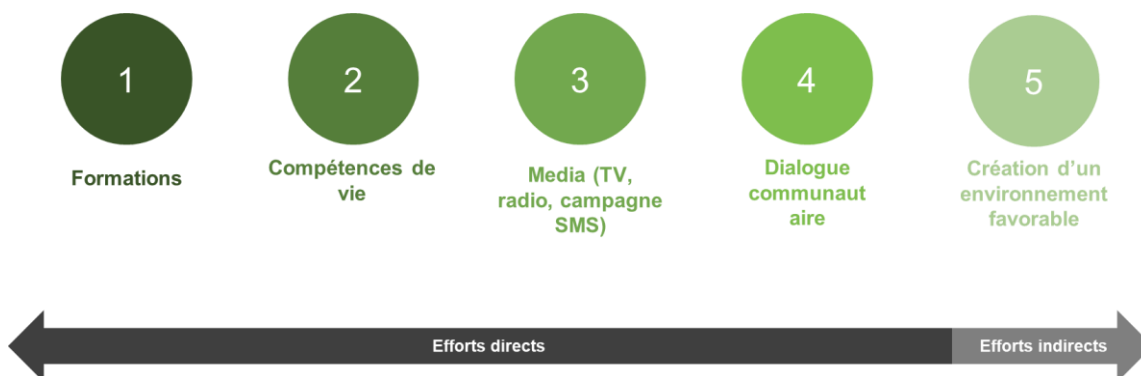 1
2
3
4
5
Formations
Compétences de
vie
Media (TV,
radio, campagne
SMS)
Dialogue
communaut
aire
Création d’un
environnement
favorable
Efforts directs
Efforts indirects